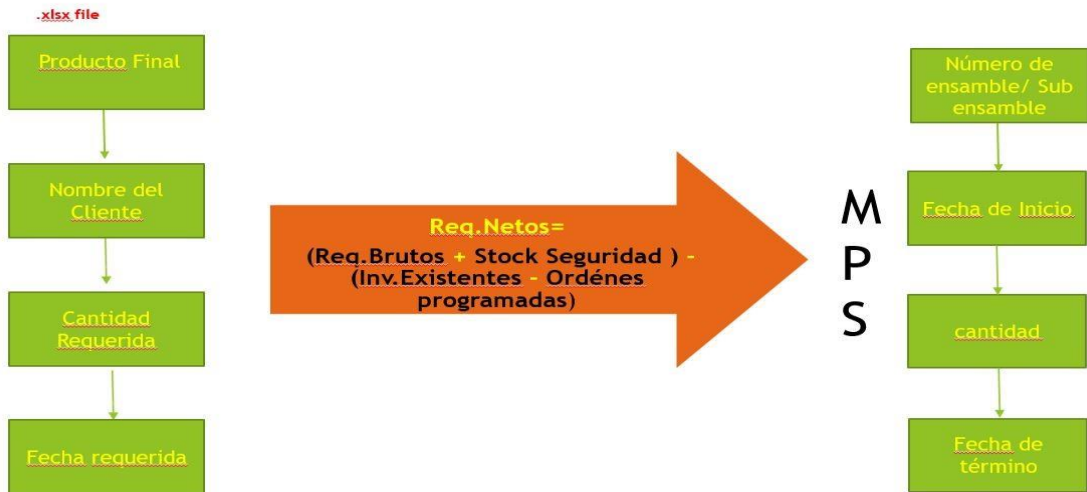 .xlsx file
Producto Final
Nombre del
Cliente
Cantidad
Requerida
Fecha requerida
Req.Netos=
(Req.Brutos + Stock Seguridad ) -
(Inv.Existentes - Ordénes
programadas)
M
P
S
Número de
ensamble/ Sub
ensamble
Fecha de Inicio
cantidad
Fecha de
término